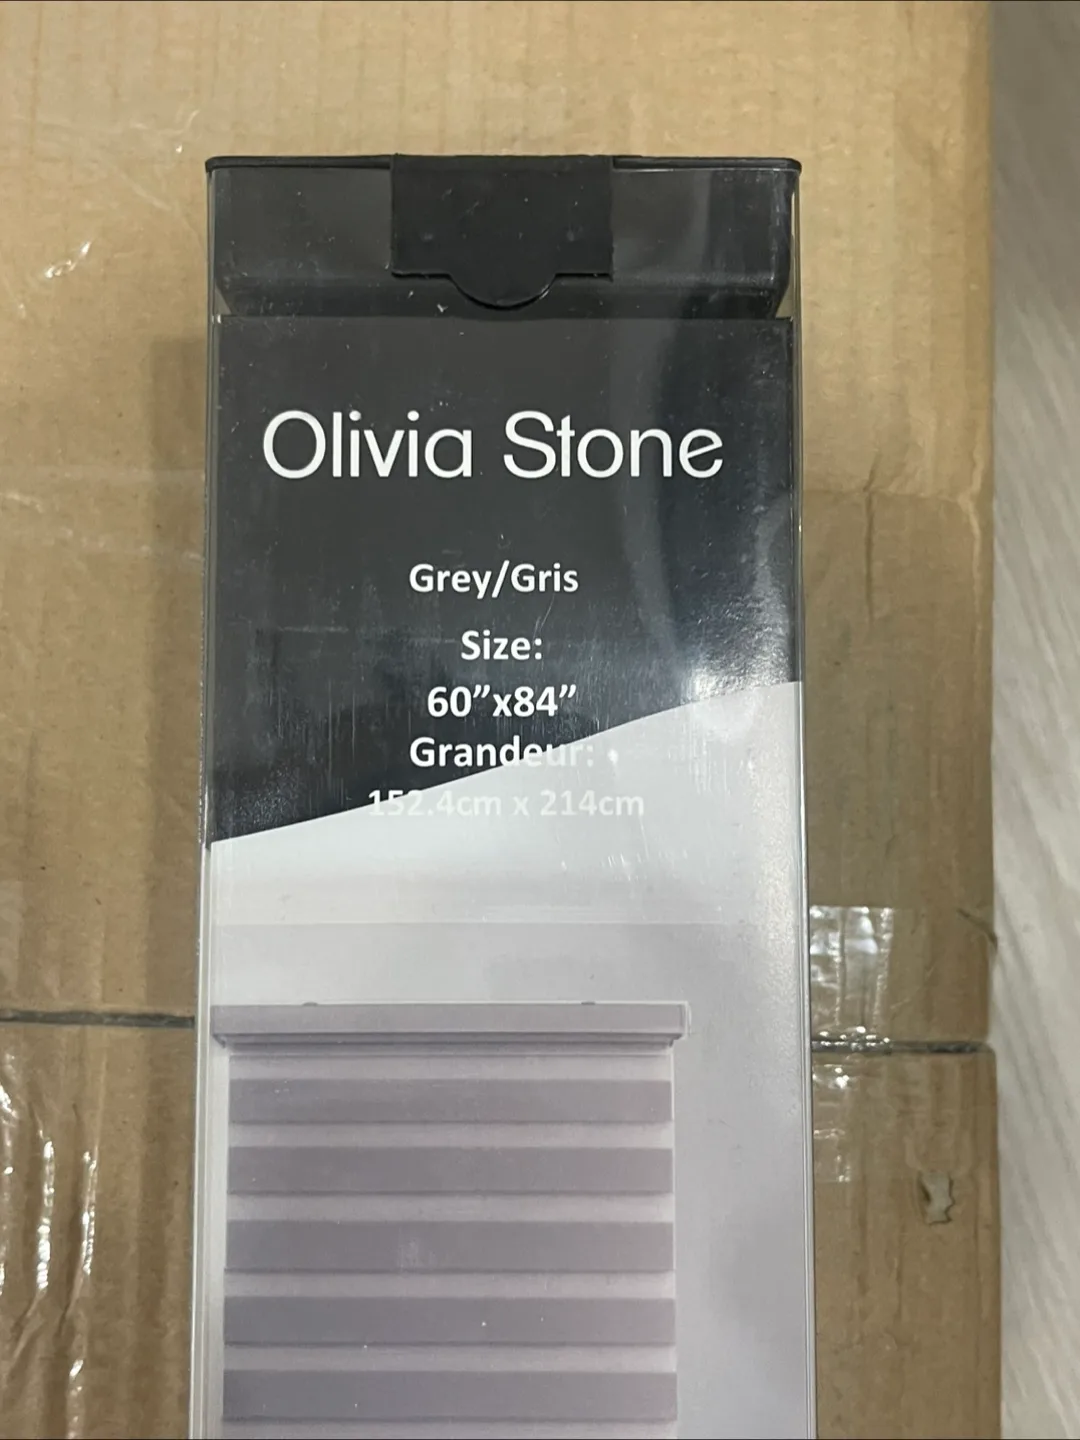 Olivia Stone
Grey/Gris
Size:
60”x84”
Grandeur:
152.4cm x 214cm